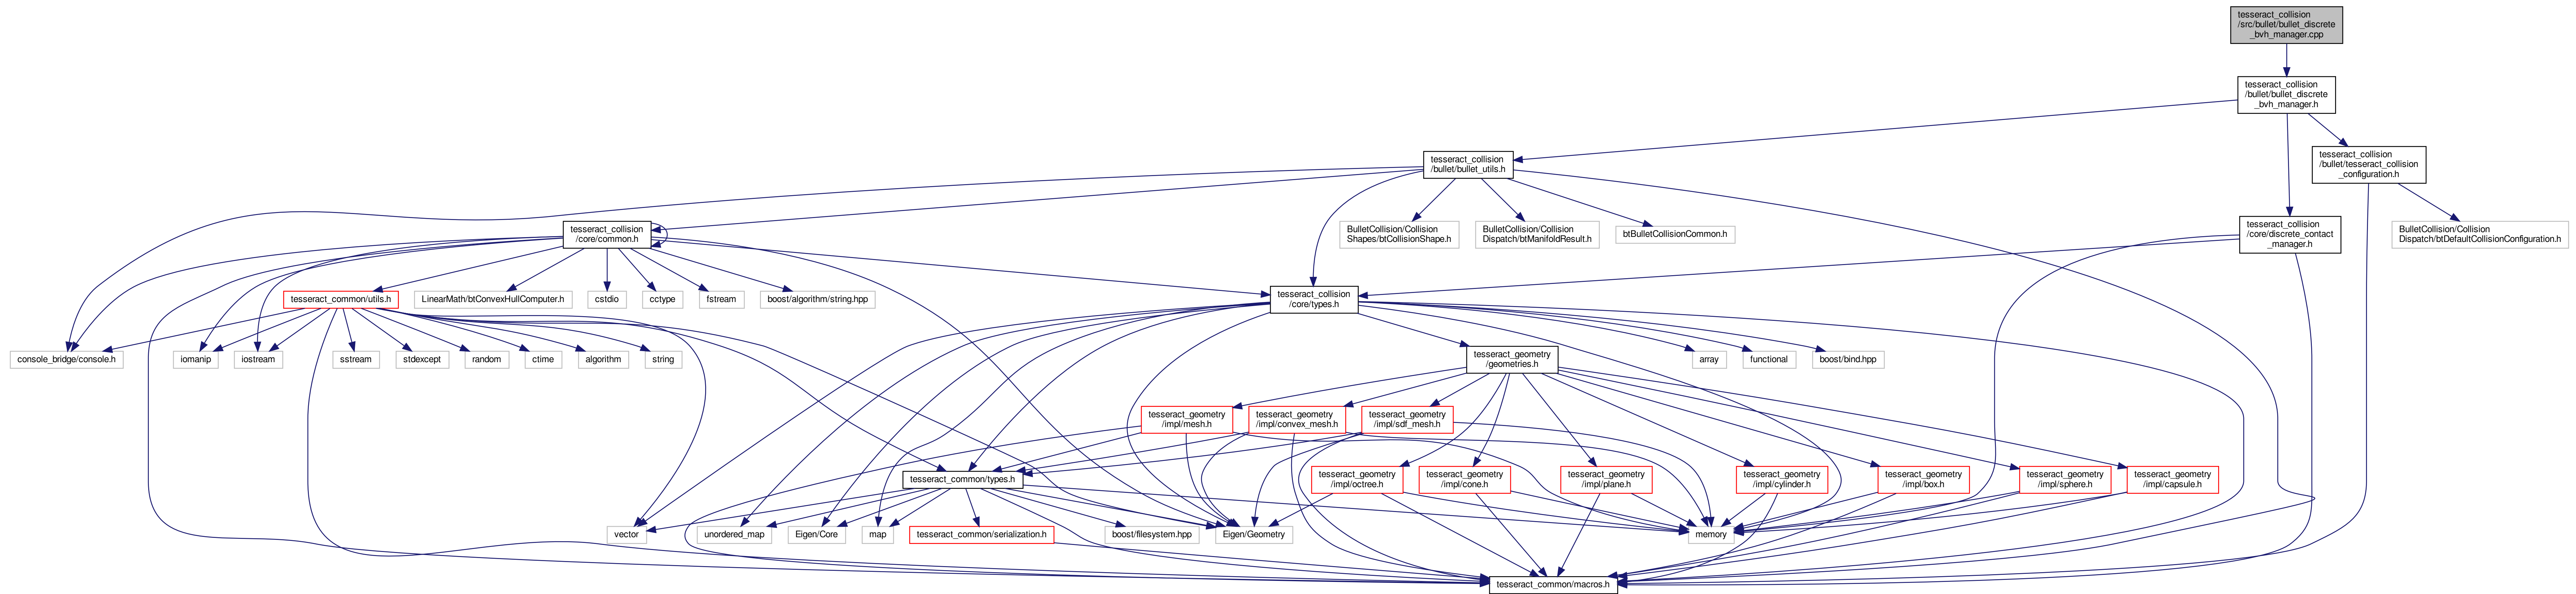 tesseract_collision
/src/bullet/bullet_discrete
_bvh_manager.cpp
tesseract_collision
/bullet/bullet_discrete
_bvh_manager.h
tesseract_collision
/bullet/bullet_utils.h
tesseract_collision
/bullet/tesseract_collision
_configuration.h
tesseract_collision
/core/common.h
BulletCollision/Collision
Shapes/btCollisionShape.h
BulletCollision/Collision
Dispatch/btManifoldResult.h
btBulletCollisionCommon.h
tesseract_collision
/core/discrete_contact
_manager.h
BulletCollision/Collision
Dispatch/btDefaultCollisionConfiguration.h
tesseract_common/utils.h
LinearMath/btConvexHullComputer.h
cstdio
cctype
fstream
boost/algorithm/string.hpp
tesseract_collision
/core/types.h
console_bridge/console.h
iomanip
iostream
sstream
stdexcept
random
ctime
algorithm
string
tesseract_geometry
/geometries.h
array
functional
boost/bind.hpp
tesseract_geometry
/impl/mesh.h
tesseract_geometry
/impl/convex_mesh.h
tesseract_geometry
/impl/sdf_mesh.h
tesseract_common/types.h
tesseract_geometry
/impl/octree.h
tesseract_geometry
/impl/cone.h
tesseract_geometry
/impl/plane.h
tesseract_geometry
/impl/cylinder.h
tesseract_geometry
/impl/box.h
tesseract_geometry
/impl/sphere.h
tesseract_geometry
/impl/capsule.h
vector
unordered_map
Eigen/Core
map
tesseract_common/serialization.h
boost/filesystem.hpp
Eigen/Geometry
memory
tesseract_common/macros.h